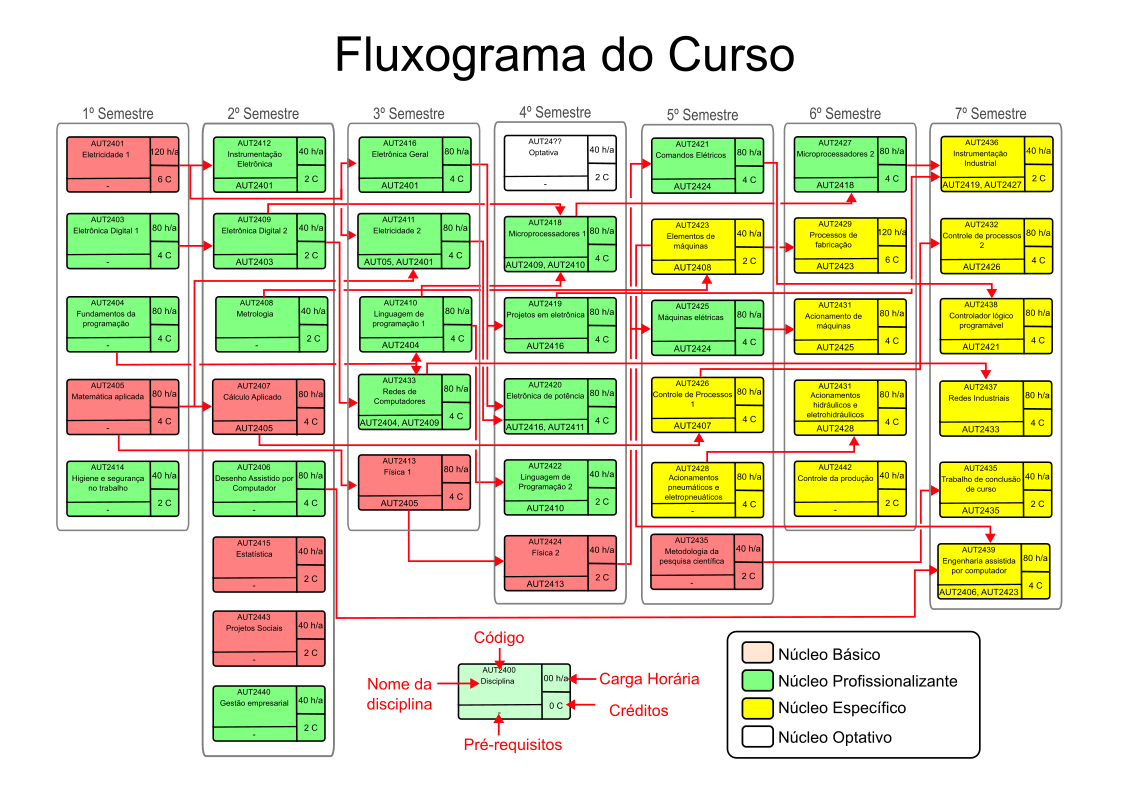 Fluxograma do Curso
1º Semestre
AUT2401
Eletricidade 1
120 h/a
6 C
-
AUT2403
Eletrônica Digital 1
80 h/a
4 C
-
AUT2404
Fundamentos da
programação
80 h/a
4 C
-
AUT2405
Matemática aplicada
80 h/a
4 C
-
AUT2414
Higiene e segurança
no trabalho
40 h/a
2 C
-
2º Semestre
AUT2412
Instrumentação
Eletrônica
40 h/a
2 C
AUT2401
AUT2409
Eletrônica Digital 2
40 h/a
2 C
AUT2403
AUT2408
Metrologia
40 h/a
2 C
-
AUT2407
Cálculo Aplicado
80 h/a
4 C
AUT2405
AUT2406
Desenho Assistido por
Computador
80 h/a
4 C
-
AUT2415
Estatística
40 h/a
2 C
-
AUT2443
Projetos Sociais
40 h/a
2 C
-
AUT2440
Gestão empresarial
40 h/a
2 C
-
3º Semestre
AUT2416
Eletrônica Geral
80 h/a
4 C
AUT2401
AUT2411
Eletricidade 2
80 h/a
4 C
AUT05, AUT2401
AUT2410
Linguagem de
programação 1
80 h/a
4 C
AUT2404
AUT2433
Redes de
Computadores
80 h/a
4 C
AUT2404, AUT2409
AUT2413
Física 1
80 h/a
4 C
AUT2405
4º Semestre
AUT24??
Optativa
40 h/a
2 C
-
AUT2418
Microprocessadores 1
80 h/a
4 C
AUT2409, AUT2410
AUT2419
Projetos em eletrônica
80 h/a
4 C
AUT2416
AUT2420
Eletrônica de potência
80 h/a
4 C
AUT2416, AUT2411
AUT2422
Linguagem de
Programação 2
40 h/a
2 C
AUT2410
AUT2424
Física 2
40 h/a
2 C
AUT2413
5º Semestre
AUT2421
Comandos Elétricos
80 h/a
4 C
AUT2424
AUT2423
Elementos de
máquinas
40 h/a
2 C
AUT2408
AUT2425
Máquinas elétricas
80 h/a
4 C
AUT2424
AUT2426
Controle de Processos
1
80 h/a
4 C
AUT2407
AUT2428
Acionamentos
pneumáticos e
eletropneuáticos
80 h/a
4 C
-
AUT2435
Metodologia da
pesquisa científica
40 h/a
2 C
-
6º Semestre
AUT2427
Microprocessadores 2
80 h/a
4 C
AUT2418
AUT2429
Processos de
fabricação
120 h/a
6 C
AUT2423
AUT2431
Acionamento de
máquinas
80 h/a
4 C
AUT2425
AUT2431
Acionamentos
hidráulicos e
eletrohidráulicos
80 h/a
4 C
AUT2428
AUT2442
Controle da produção
40 h/a
2 C
-
7º Semestre
AUT2436
Instrumentação
Industrial
40 h/a
2 C
AUT2419, AUT2427
AUT2432
Controle de processos
2
80 h/a
4 C
AUT2426
AUT2438
Controlador lógico
programável
80 h/a
4 C
AUT2421
AUT2437
Redes Industriais
80 h/a
4 C
AUT2433
AUT2435
Trabalho de conclusão
de curso
40 h/a
2 C
AUT2435
AUT2439
Engenharia assistida
por computador
80 h/a
4 C
AUT2406, AUT2423
Código
Nome da
disciplina
AUT2400
Disciplina
00 h/a
0 C
-
Carga Horária
Créditos
Pré-requisitos
Núcleo Básico
Núcleo Profissionalizante
Núcleo Específico
Núcleo Optativo